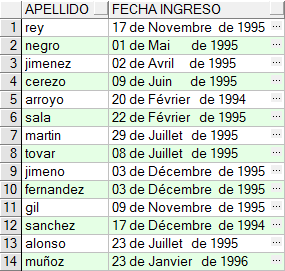 APELLIDO FECHA INGRESO
1 rey 17 de Novembre de 1995 ...
2 negro 01 de Mai de 1995 ...
3 jimenez 02 de Avril de 1995 ...
4 cerezo 09 de Juin de 1995 ...
5 arroyo 20 de Février de 1994 ...
6 sala 22 de Février de 1995 ...
7 martin 29 de Juillet de 1995 ...
8 tovar 08 de Juillet de 1995 ...
9 jimeno 03 de Décembre de 1995 ...
10 fernandez 03 de Décembre de 1995 ...
11 gil 09 de Novembre de 1995 ...
12 sanchez 17 de Décembre de 1994 ...
13 alonso 23 de Juillet de 1995 ...
14 muñoz 23 de Janvier de 1996 ...